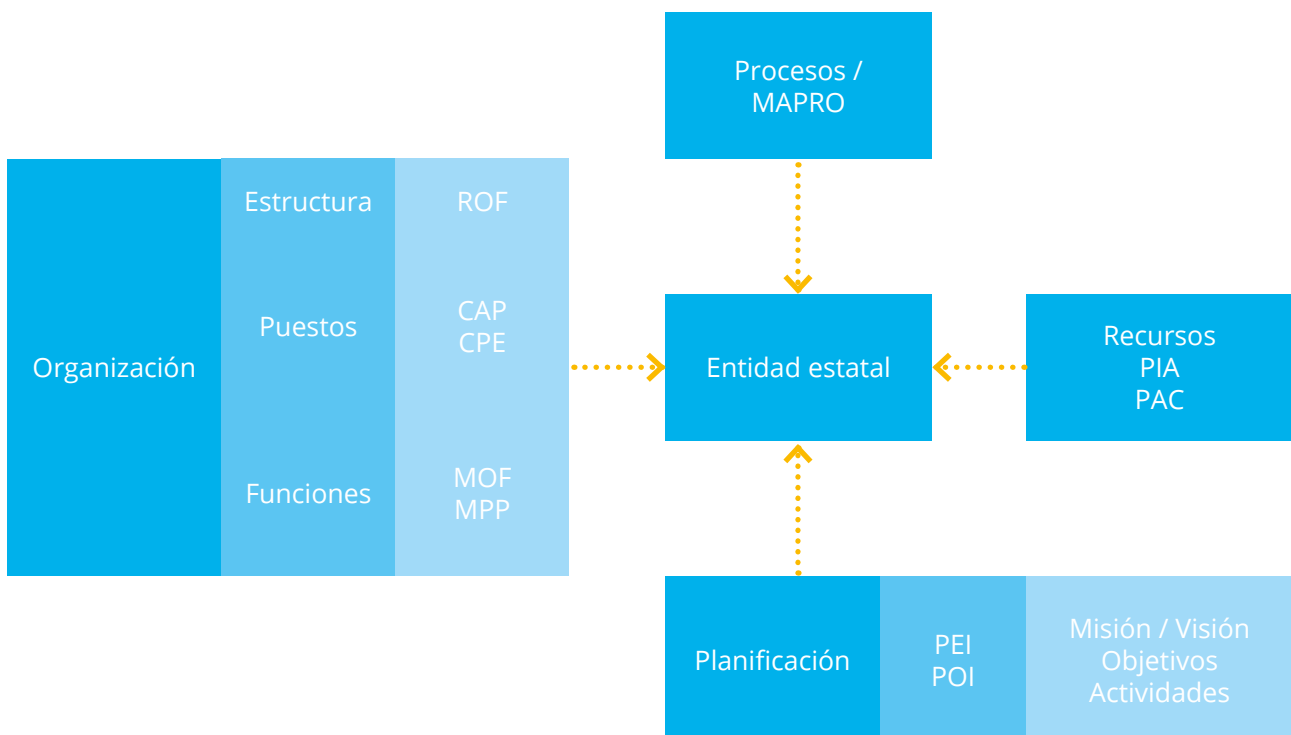 Procesos /
MAPRO
Organización
Estructura
ROF
Puestos
CAP
CPE
Funciones
MOF
MPP
Entidad estatal
Recursos
PIA
PAC
Planificación
PEI
POI
Misión / Visión
Objetivos
Actividades